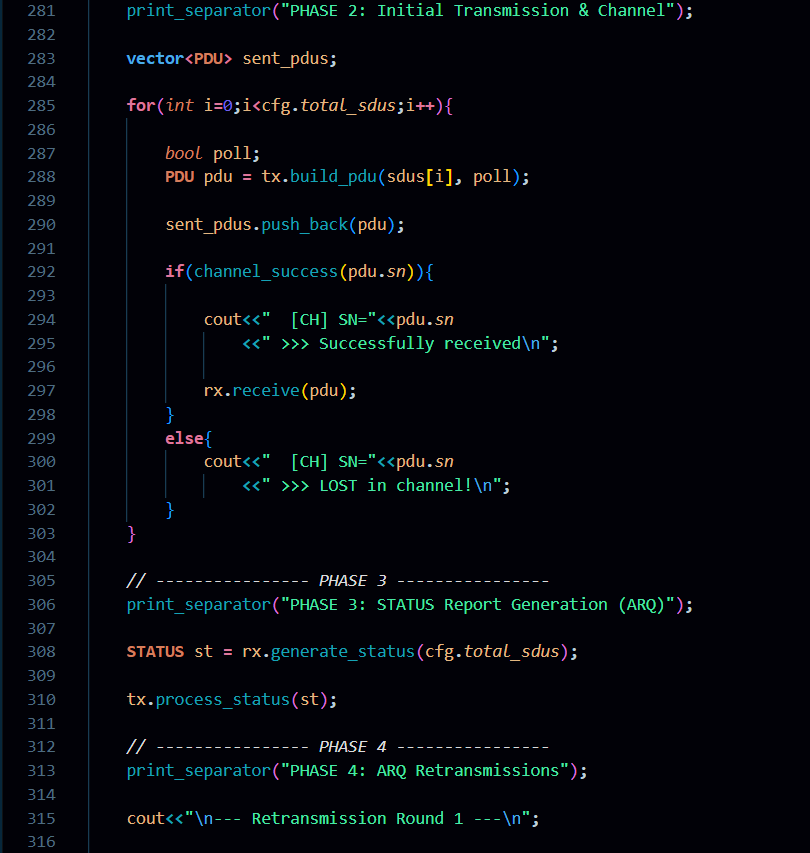 281 print_separator("PHASE 2: Initial Transmission & Channel");
282
283 vector<PDU> sent_pdus;
284
285 for(int i=0;i<cfg.total_sdus;i++){
286
287 bool poll;
288 PDU pdu = tx.build_pdu(sdus[i], poll);
289
290 sent_pdus.push_back(pdu);
291
292 if(channel_success(pdu.sn)){
293
294 cout<<"  [CH] SN="<<pdu.sn
295 <<" >>> Successfully received\n";
296
297 rx.receive(pdu);
298 }
299 else{
300 cout<<"  [CH] SN="<<pdu.sn
301 <<" >>> LOST in channel!\n";
302 }
303 }
304
305 // ---------------- PHASE 3 ----------------
306 print_separator("PHASE 3: STATUS Report Generation (ARQ)");
307
308 STATUS st = rx.generate_status(cfg.total_sdus);
309
310 tx.process_status(st);
311
312 // ---------------- PHASE 4 ----------------
313 print_separator("PHASE 4: ARQ Retransmissions");
314
315 cout<<"\n--- Retransmission Round 1 ---\n";
316